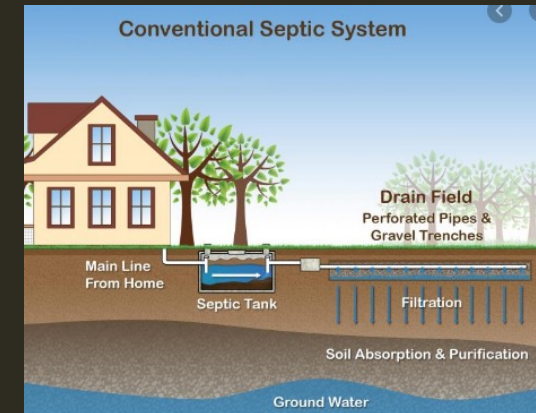 Conventional Septic System
Drain Field
Perforated Pipes &
Gravel Trenches
Main Line
From Home
Septic Tank
Filtration
Soil Absorption & Purification
Ground Water